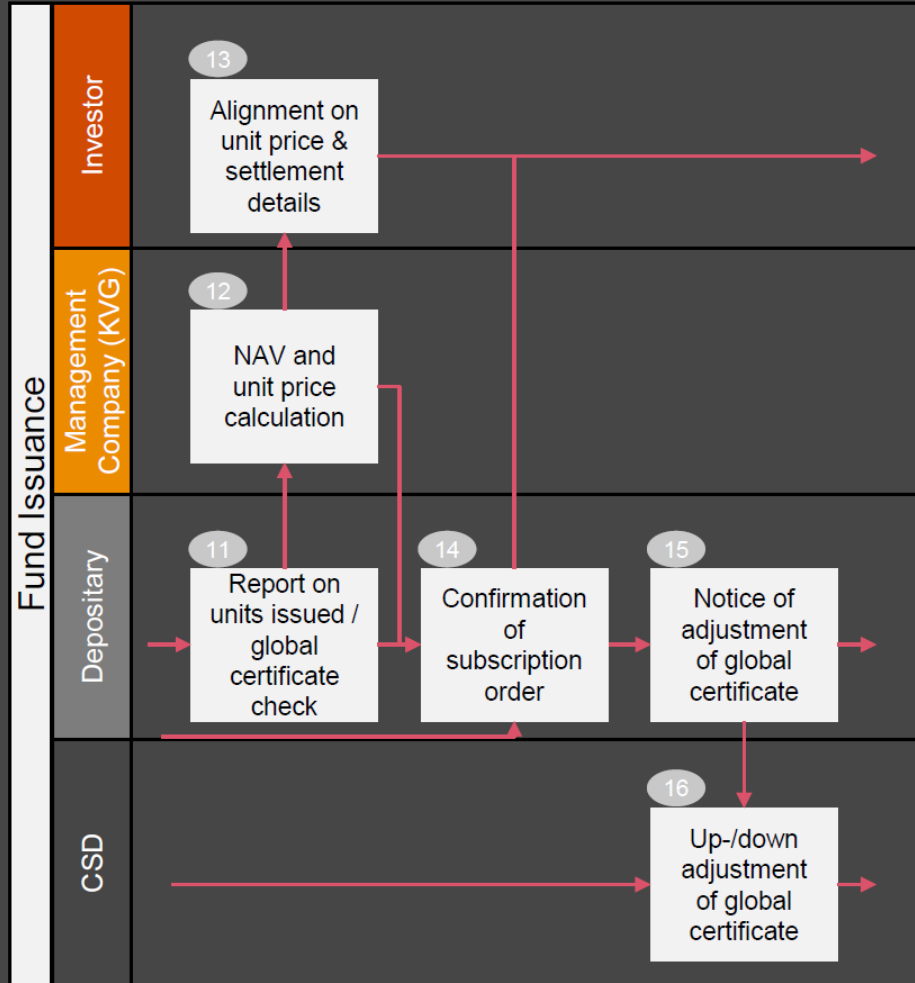 Fund Issuance
Investor
13
Alignment on
unit price &
settlement
details
Management
Company (KVG)
12
NAV and
unit price
calculation
Depositary
11
Report on
units issued /
global
certificate
check
14
Confirmation
of
subscription
order
15
Notice of
adjustment
of global
certificate
CSD
16
Up-/down
adjustment
of global
certificate